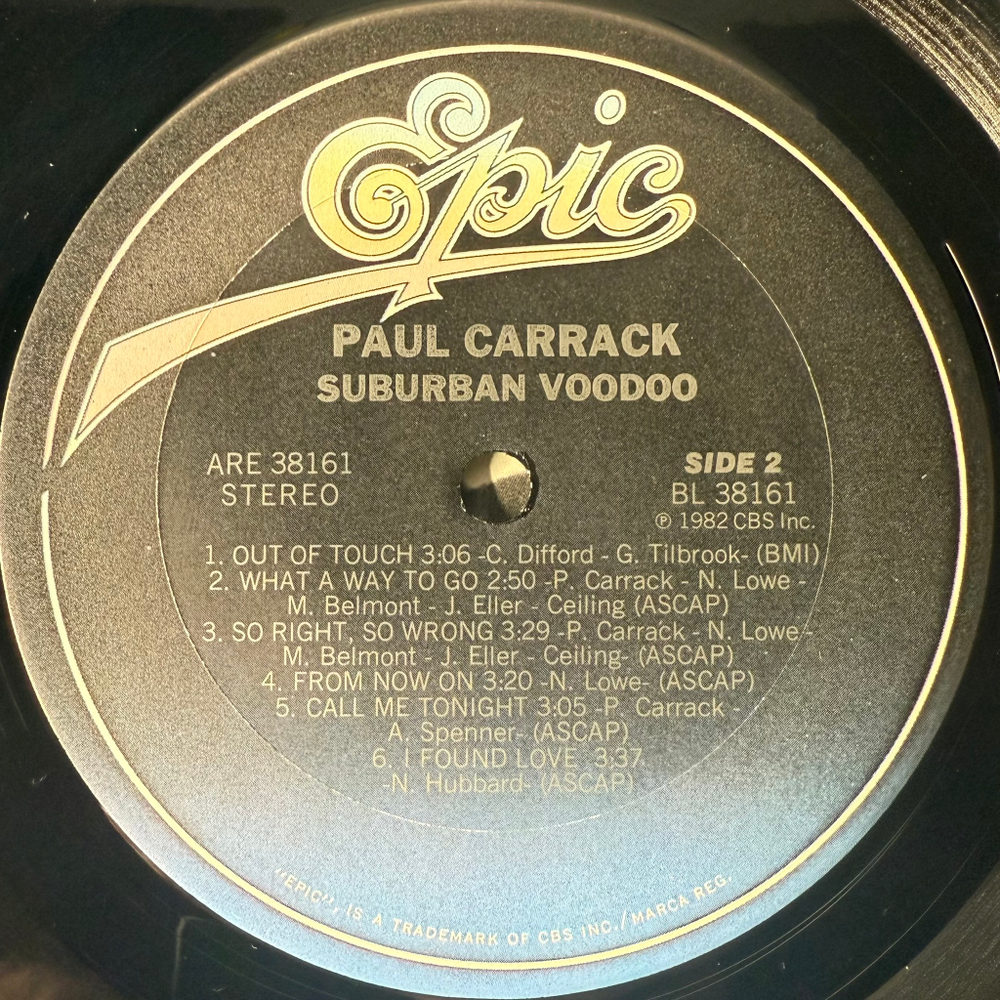 Epic
PAUL CARRACK
SUBURBAN VOODOO
ARE 38161
STEREO
SIDE 2
BL 38161
℗ 1982 CBS Inc.
1. OUT OF TOUCH 3:06 -C. Difford - G. Tilbrook- (BMI)
2. WHAT A WAY TO GO 2:50 -P. Carrack - N. Lowe -
M. Belmont - J. Eller - Ceiling (ASCAP)
3. SO RIGHT, SO WRONG 3:29 -P. Carrack - N. Lowe -
M. Belmont - J. Eller - Ceiling- (ASCAP)
4. FROM NOW ON 3:20 -N. Lowe- (ASCAP)
5. CALL ME TONIGHT 3:05 -P. Carrack -
A. Spenner- (ASCAP)
6. I FOUND LOVE 3:37
-N. Hubbard- (ASCAP)
"EPIC", IS A TRADEMARK OF CBS INC./MARCA REG.